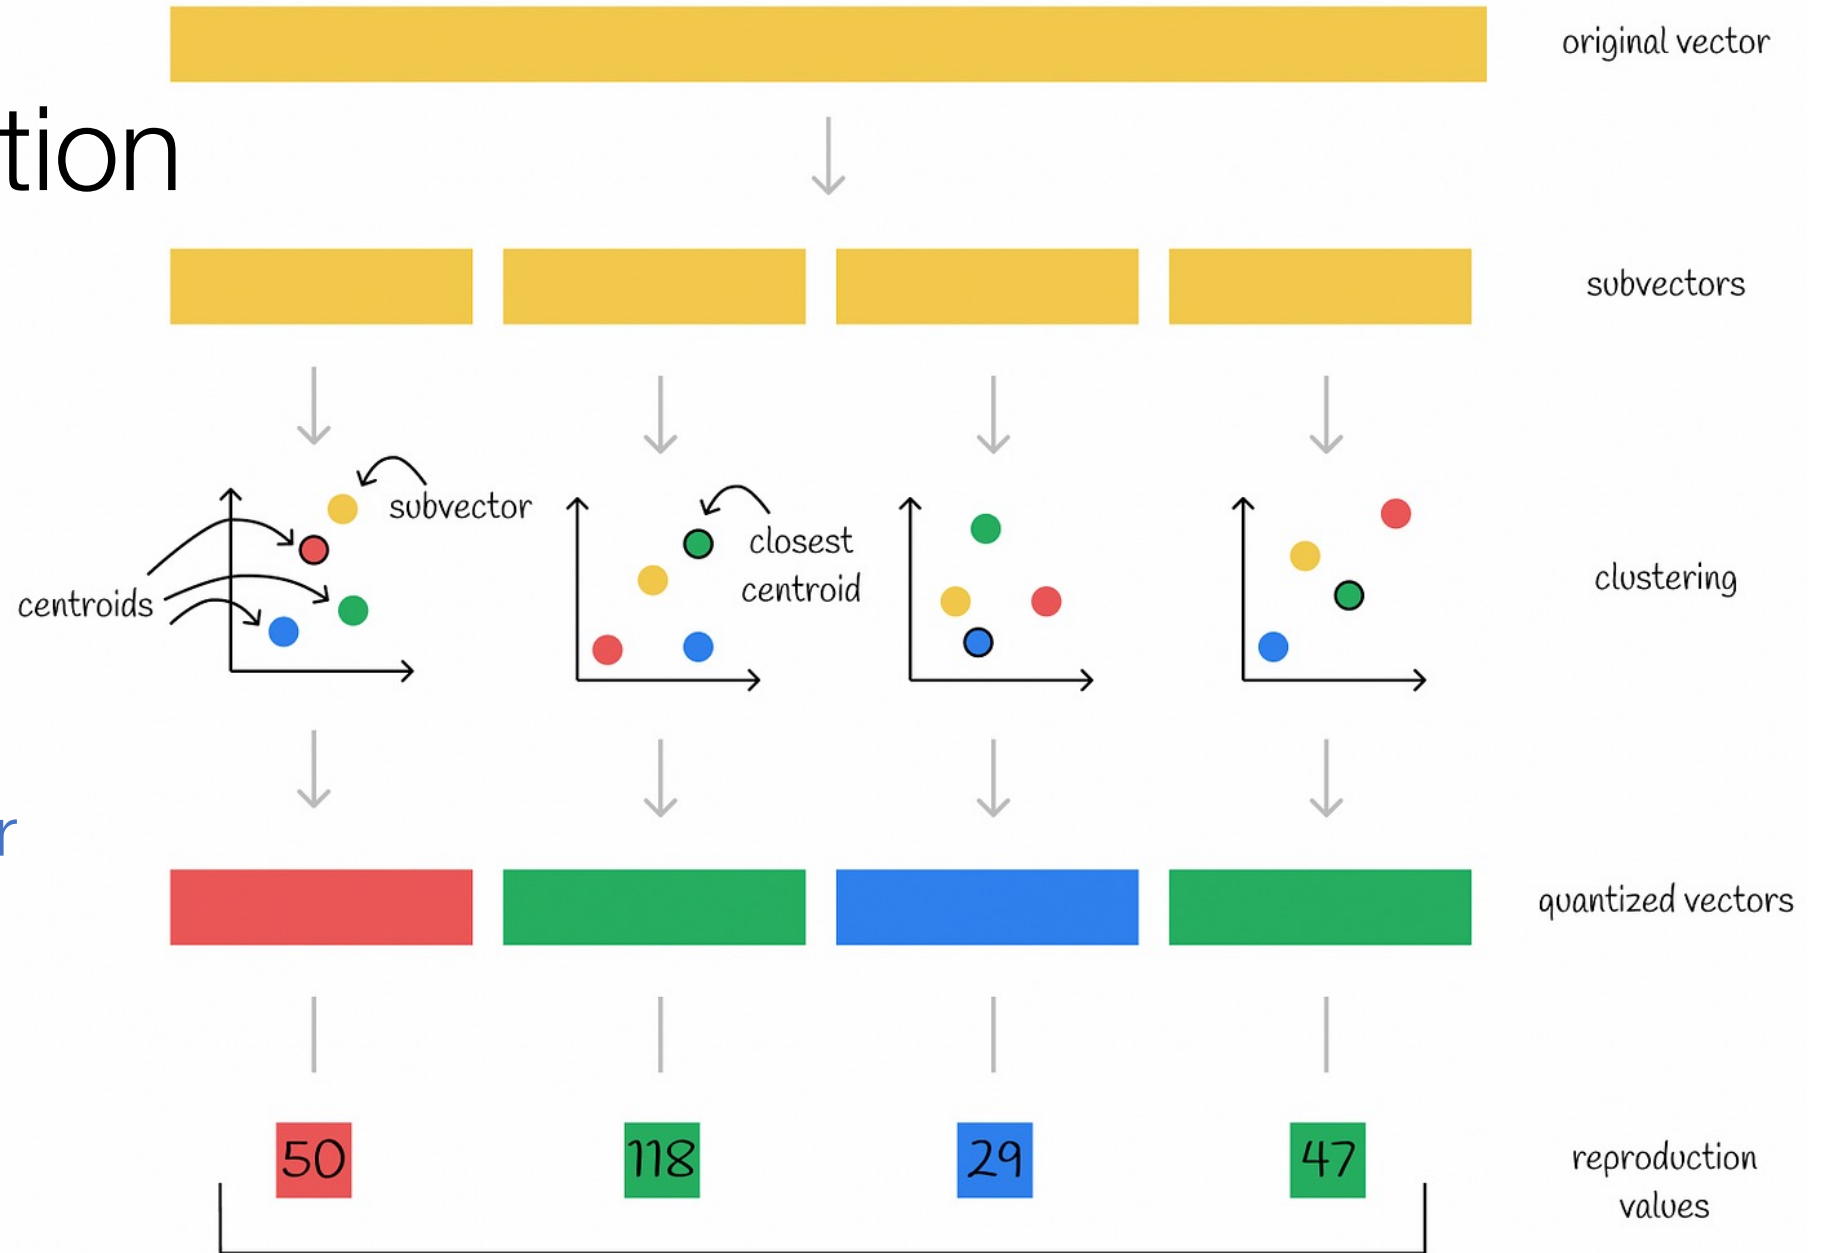 original vector
tion
subvectors
subvector
closest
centroid
centroids
clustering
r
quantized vectors
50
118
29
47
reproduction
values